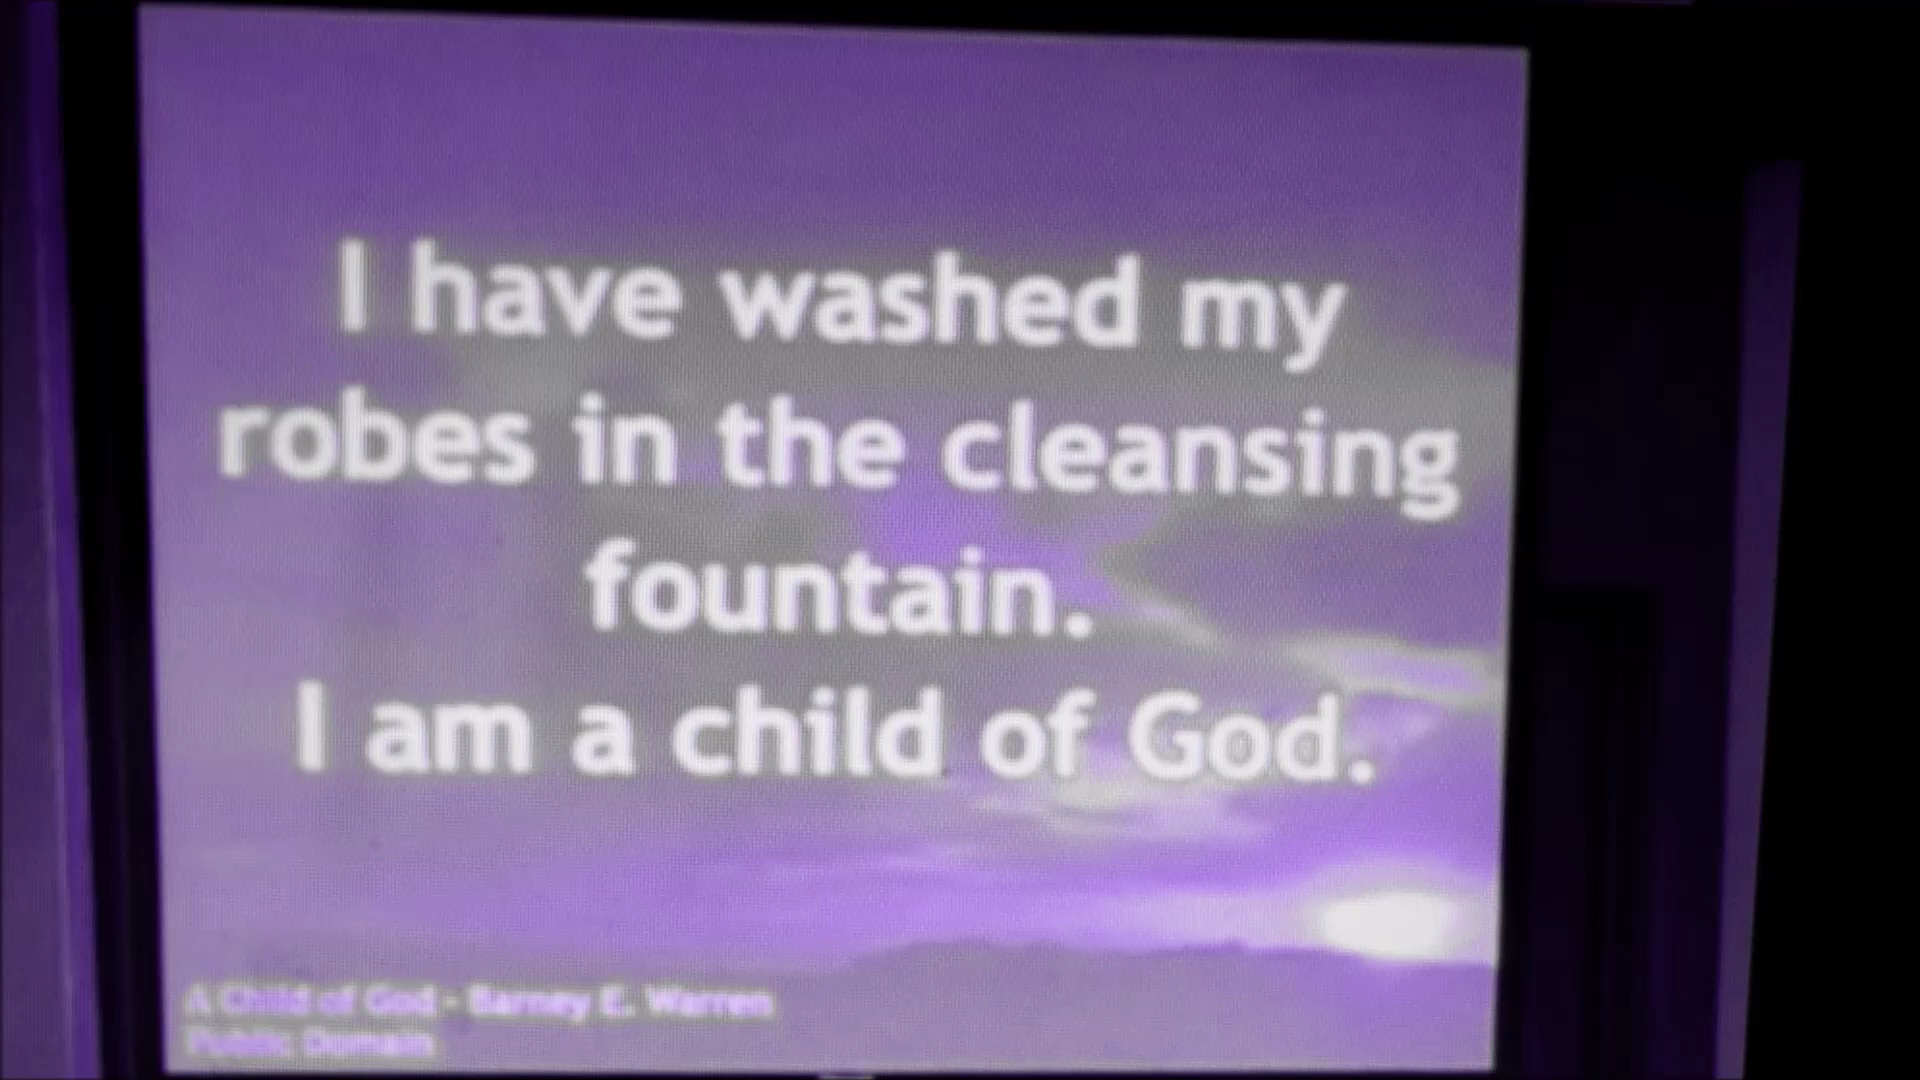 I have washed my
robes in the cleansing
fountain.
I am a child of God.
A Child of God - Barney E. Warren
Public Domain